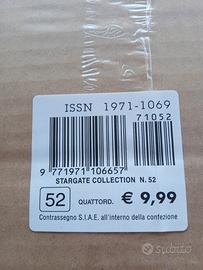 ISSN 1971-1069
71052
9 771971 106657
STARGATE COLLECTION N. 52
52 QUATTORD. € 9,99
Contrassegno S.I.A.E. all'interno della confezione
subito